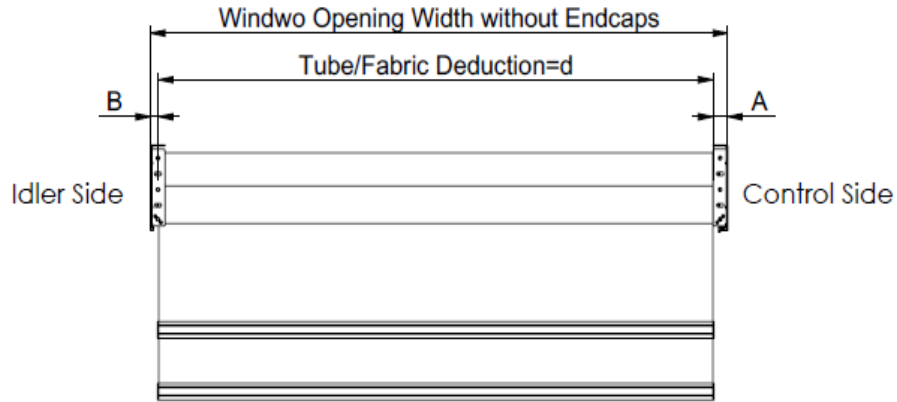 Windwo Opening Width without Endcaps
Tube/Fabric Deduction=d
B
A
Idler Side
Control Side